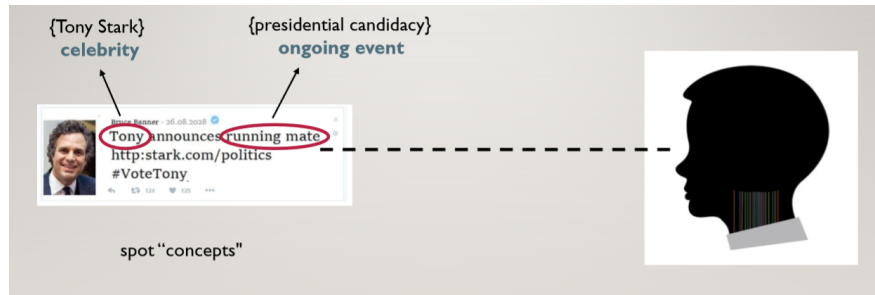 {Tony Stark}
celebrity
{presidential candidacy}
ongoing event
Bruce Banner - 26.08.2028
Tony announces running mate
http:stark.com/politics
#VoteTony
121 125
spot “concepts"